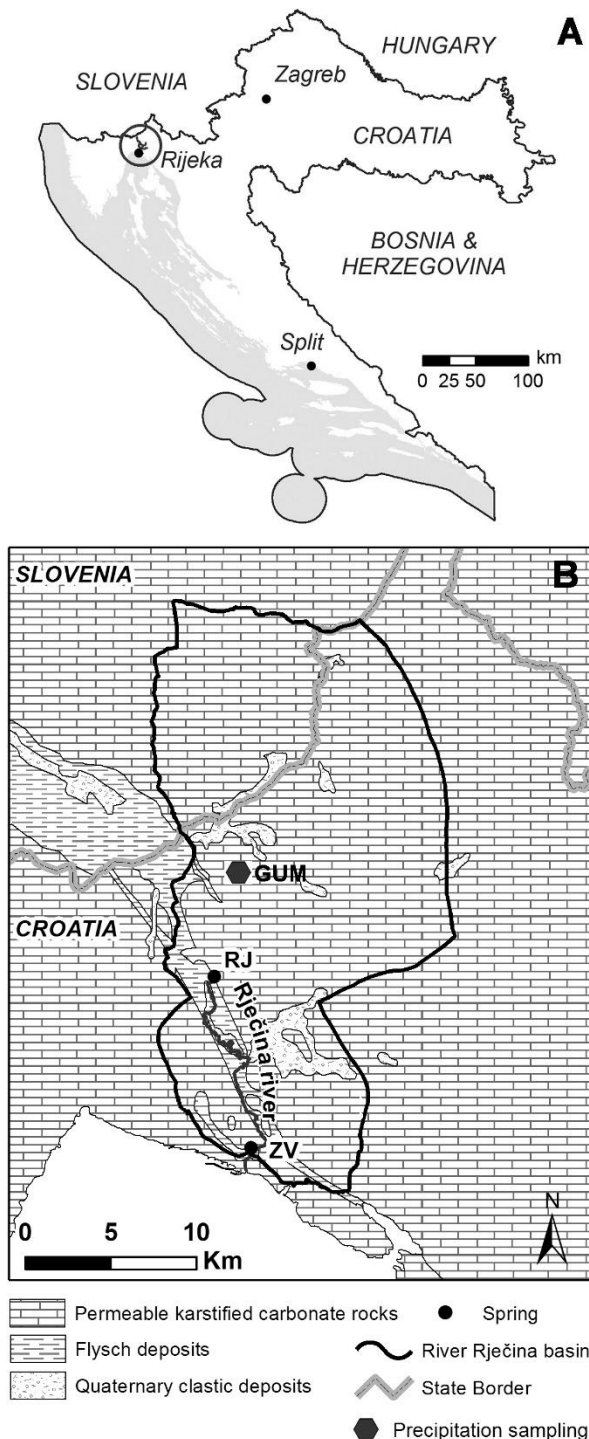 A
HUNGARY
SLOVENIA
Zagreb
CROATIA
Rijeka
BOSNIA &
HERZEGOVINA
Split
km
0 25 50 100
SLOVENIA
B
GUM
CROATIA
RJ
Rječina river
ZV
N
0 5 10
Km
Permeable karstified carbonate rocks
Spring
Flysch deposits
River Rječina basin
Quaternary clastic deposits
State Border
Precipitation sampling